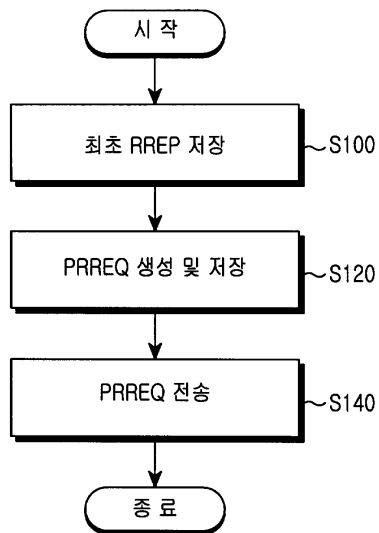 시 작
최초 RREP 저장
S100
PRREQ 생성 및 저장
S120
PRREQ 전송
S140
종 료